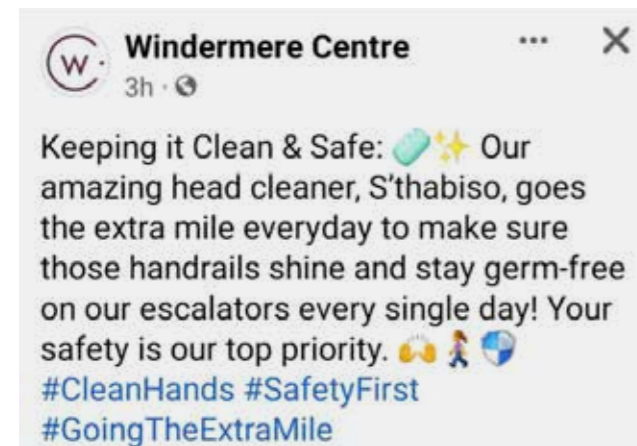 Windermere Centre ... X
W.
3h ·
Keeping it Clean & Safe: 🧼✨ Our
amazing head cleaner, S'thabiso, goes
the extra mile everyday to make sure
those handrails shine and stay germ-free
on our escalators every single day! Your
safety is our top priority. 🙌🚶‍♀️🛡️
#CleanHands #SafetyFirst
#GoingTheExtraMile